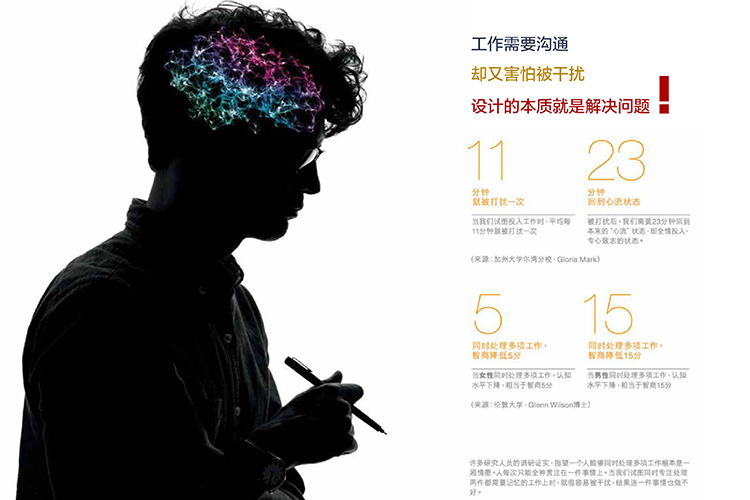 工作需要沟通
却又害怕被干扰
设计的本质就是解决问题!
11
分钟
就被打扰一次
当我们试图投入工作时，平均每
11分钟就被打扰一次
23
分钟
回到心流状态
被打扰后，我们需要23分钟回到
本来的“心流”状态，即全情投入，
专心致志的状态。
（来源：加州大学尔湾分校，Gloria Mark）
5
同时处理多项工作，
智商降低5分
当女性同时处理多项工作，认知
水平下降，相当于智商5分
15
同时处理多项工作，
智商降低15分
当男性同时处理多项工作，认知
水平下降，相当于智商15分
（来源：伦敦大学，Glenn Wilson博士）
许多研究人员的调研证实，指望一个人能够同时处理多项工作根本是一
厢情愿。人每次只能全神贯注在一件事情上。当我们试图同时专注处理
两件都需要记忆的工作上时，就很容易被干扰，结果连一件事情也做不
好。